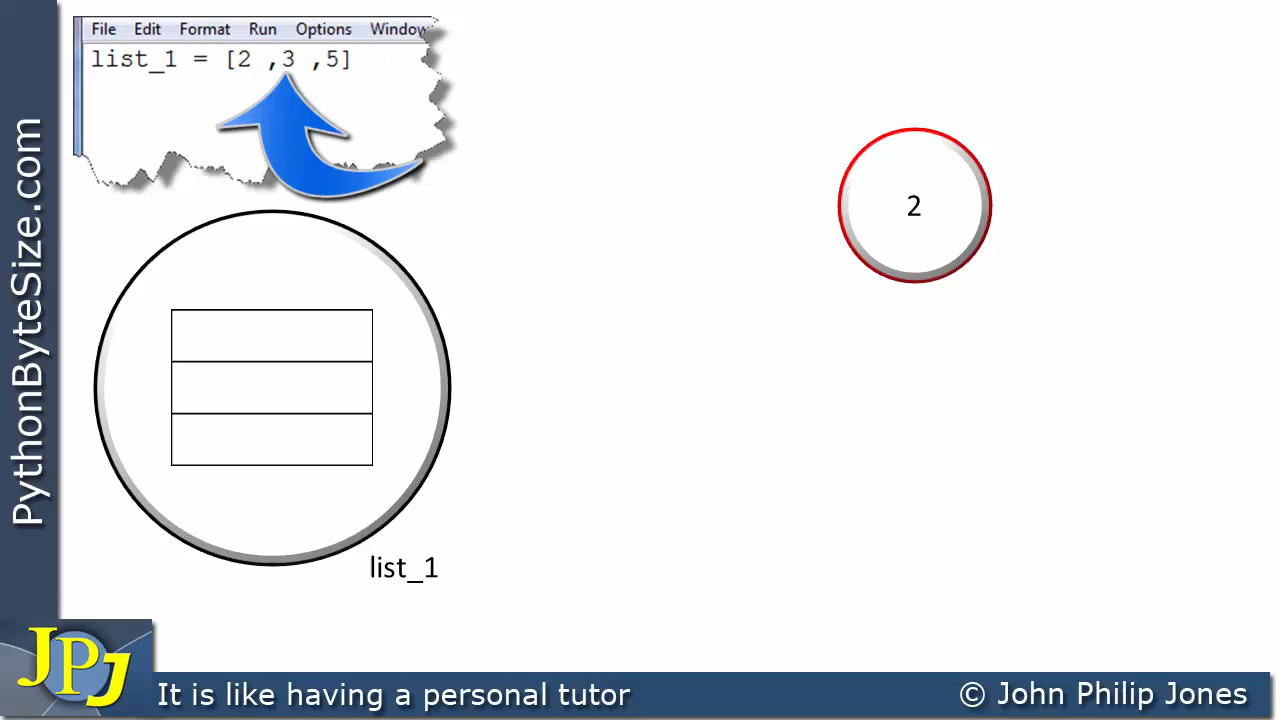 File Edit Format Run Options Window
list_1 = [2 ,3 ,5]
2
list_1
PythonByteSize.com
JPJ
It is like having a personal tutor
© John Philip Jones